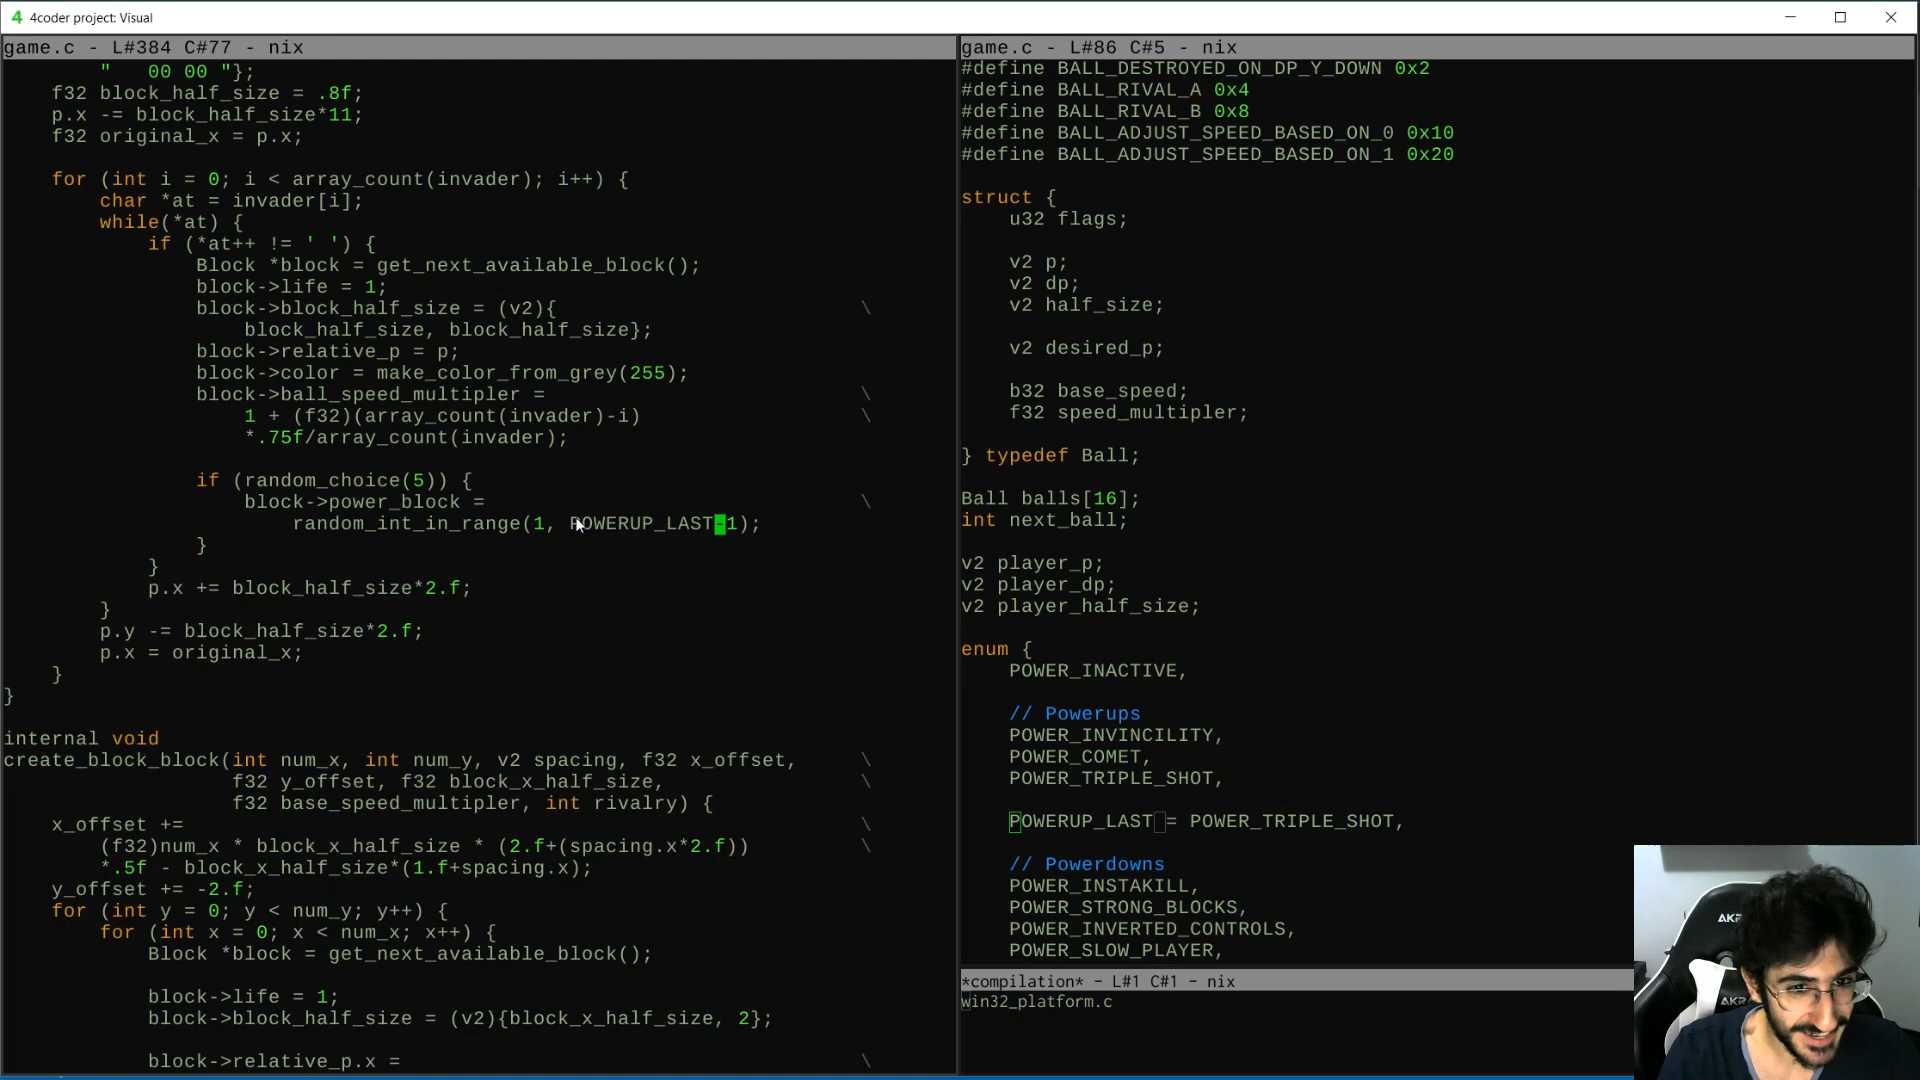 4coder project: Visual
game.c - L#384 C#77 - nix
"   00 00 "};
f32 block_half_size = .8f;
p.x -= block_half_size*11;
f32 original_x = p.x;
for (int i = 0; i < array_count(invader); i++) {
char *at = invader[i];
while(*at) {
if (*at++ != ' ') {
Block *block = get_next_available_block();
block->life = 1;
block->block_half_size = (v2){ \
block_half_size, block_half_size};
block->relative_p = p;
block->color = make_color_from_grey(255);
block->ball_speed_multipler = \
1 + (f32)(array_count(invader)-i) \
*.75f/array_count(invader);
if (random_choice(5)) {
block->power_block = \
random_int_in_range(1, POWERUP_LAST-1);
}
}
p.x += block_half_size*2.f;
}
p.y -= block_half_size*2.f;
p.x = original_x;
}
}
internal void
create_block_block(int num_x, int num_y, v2 spacing, f32 x_offset, \
f32 y_offset, f32 block_x_half_size, \
f32 base_speed_multipler, int rivalry) {
x_offset += \
(f32)num_x * block_x_half_size * (2.f+(spacing.x*2.f)) \
*.5f - block_x_half_size*(1.f+spacing.x);
y_offset += -2.f;
for (int y = 0; y < num_y; y++) {
for (int x = 0; x < num_x; x++) {
Block *block = get_next_available_block();
block->life = 1;
block->block_half_size = (v2){block_x_half_size, 2};
block->relative_p.x = \
game.c - L#86 C#5 - nix
#define BALL_DESTROYED_ON_DP_Y_DOWN 0x2
#define BALL_RIVAL_A 0x4
#define BALL_RIVAL_B 0x8
#define BALL_ADJUST_SPEED_BASED_ON_0 0x10
#define BALL_ADJUST_SPEED_BASED_ON_1 0x20
struct {
u32 flags;
v2 p;
v2 dp;
v2 half_size;
v2 desired_p;
b32 base_speed;
f32 speed_multipler;
} typedef Ball;
Ball balls[16];
int next_ball;
v2 player_p;
v2 player_dp;
v2 player_half_size;
enum {
POWER_INACTIVE,
// Powerups
POWER_INVINCILITY,
POWER_COMET,
POWER_TRIPLE_SHOT,
POWERUP_LAST = POWER_TRIPLE_SHOT,
// Powerdowns
POWER_INSTAKILL,
POWER_STRONG_BLOCKS,
POWER_INVERTED_CONTROLS,
POWER_SLOW_PLAYER,
*compilation* - L#1 C#1 - nix
win32_platform.c